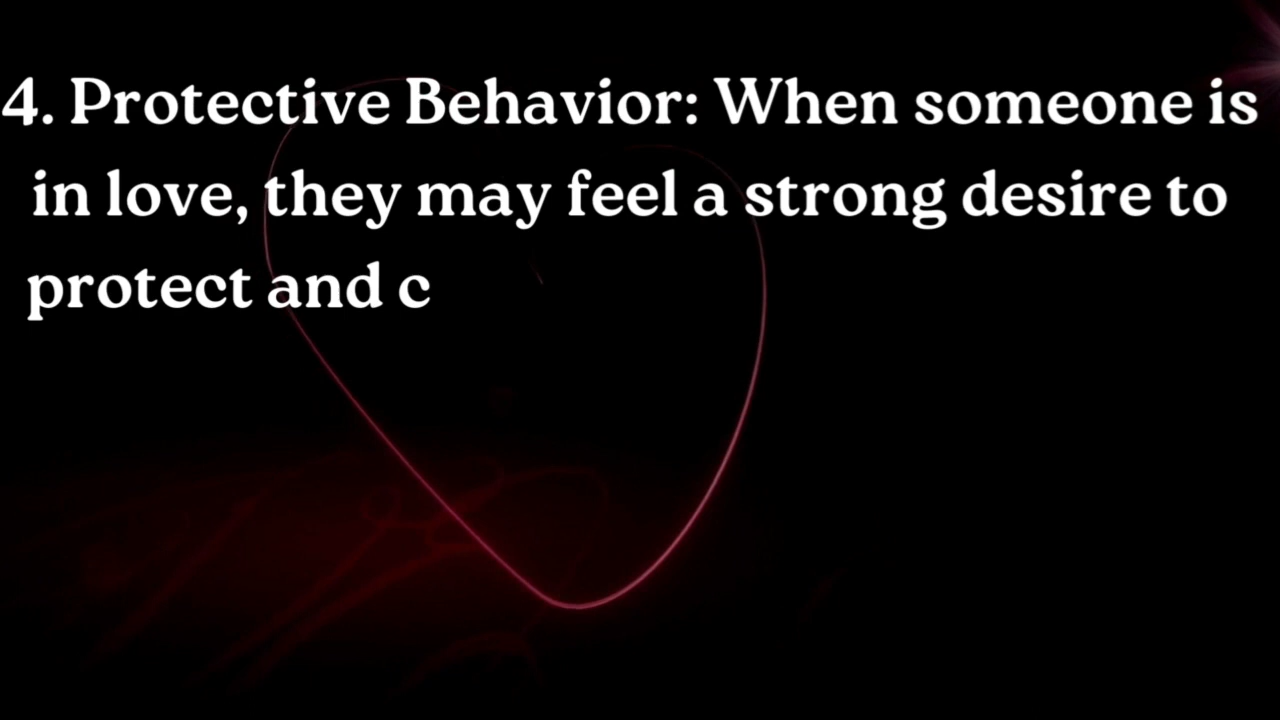 4. Protective Behavior: When someone is
in love, they may feel a strong desire to
protect and c